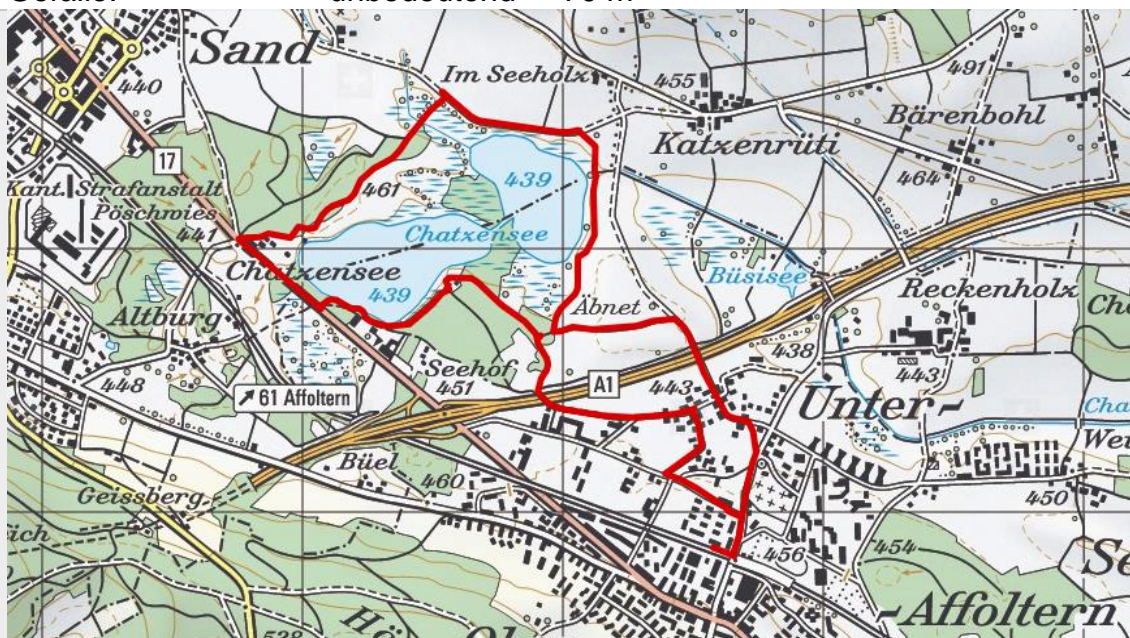 Sand
Im Seeholz
455
491
440
Bärenbohl
Katzenrüti
17
439
461
464
Kant. Strafanstalt
Pöschwies
441
Chatzensee
Chatzensee
Büsisee
439
Äbnet
Reckenholz
Altburg
438
Seehof
448
451
A1
443
443
61 Affoltern
Unter-
Cha
Büel
460
Geissberg
450
456
454
-Affoltern